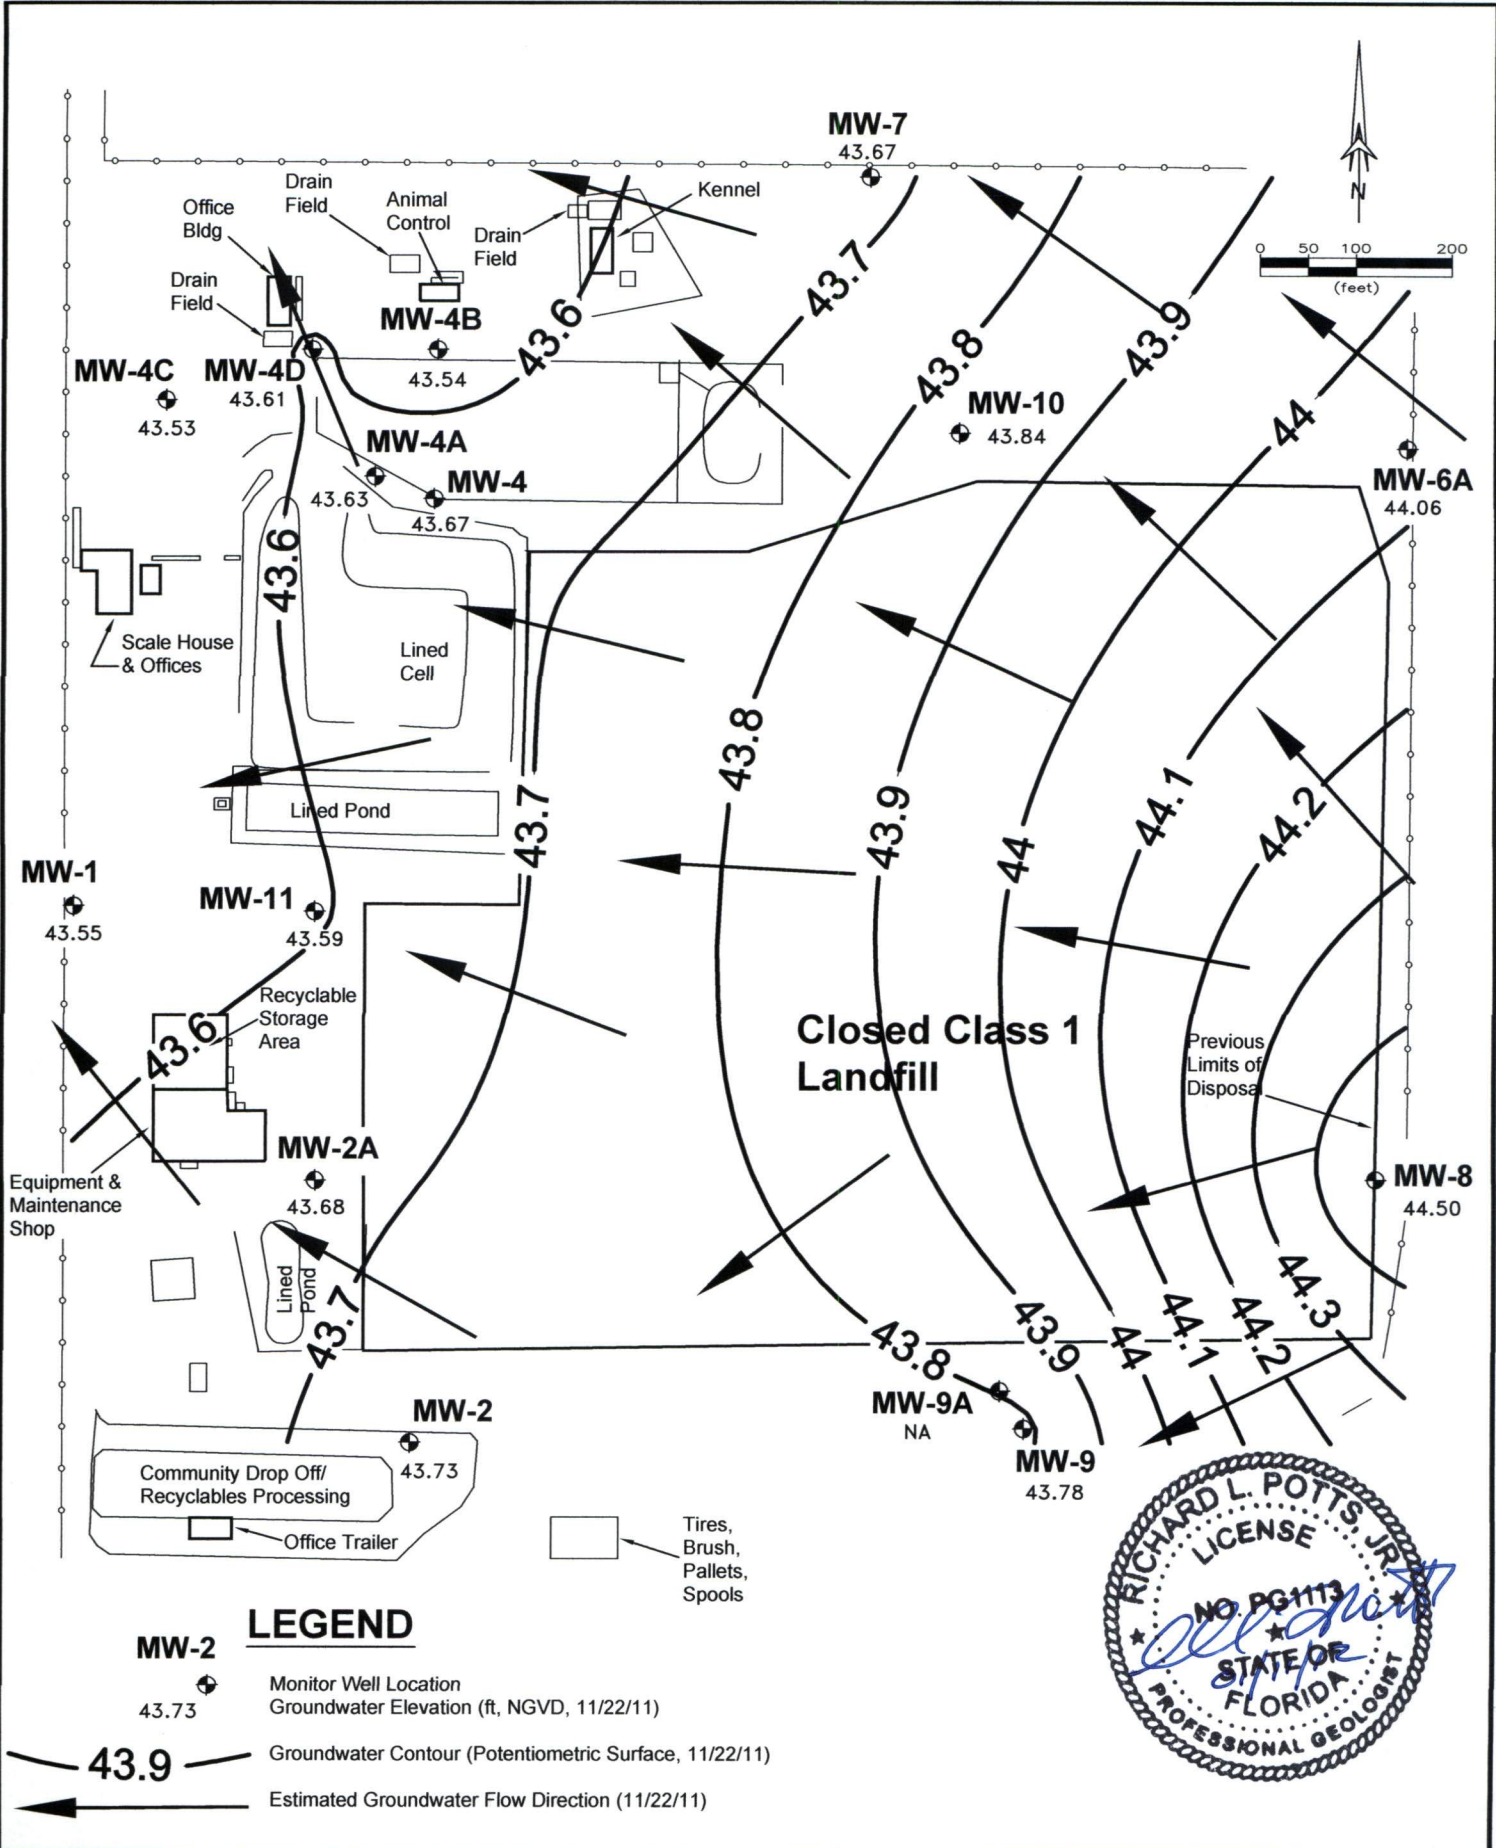 MW-7
43.67
N
0 50 100 200
(feet)
Drain
Field
Animal
Control
Kennel
Office
Bldg
Drain
Field
Drain
Field
MW-4B
43.54
MW-4C
43.53
MW-4D
43.61
43.6
43.7
43.8
43.9
44
MW-10
43.84
MW-6A
44.06
MW-4A
43.63
MW-4
43.67
43.6
Scale House
& Offices
Lined
Cell
Lined Pond
43.7
43.8
43.9
44
44.1
44.2
MW-1
43.55
MW-11
43.59
Recyclable
Storage
Area
43.6
Closed Class 1
Landfill
Previous
Limits of
Disposal
MW-2A
43.68
MW-8
44.50
Equipment &
Maintenance
Shop
Lined
Pond
43.7
43.8
43.9
44
44.1
44.2
44.3
MW-9A
NA
MW-9
43.78
MW-2
43.73
Community Drop Off/
Recyclables Processing
Office Trailer
Tires,
Brush,
Pallets,
Spools
RICHARD L. POTTS, JR.
LICENSE
NO. PG1113
STATE OF
FLORIDA
PROFESSIONAL GEOLOGIST
LEGEND
MW-2
43.73
Monitor Well Location
Groundwater Elevation (ft, NGVD, 11/22/11)
43.9
Groundwater Contour (Potentiometric Surface, 11/22/11)
Estimated Groundwater Flow Direction (11/22/11)